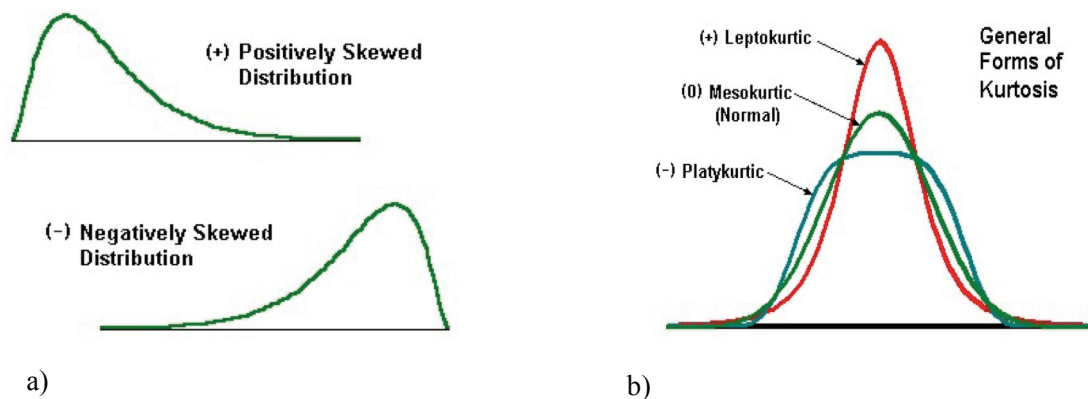 (+) Positively Skewed
Distribution
(-) Negatively Skewed
Distribution
a)
(+) Leptokurtic
(0) Mesokurtic
(Normal)
(-) Platykurtic
General
Forms of
Kurtosis
b)